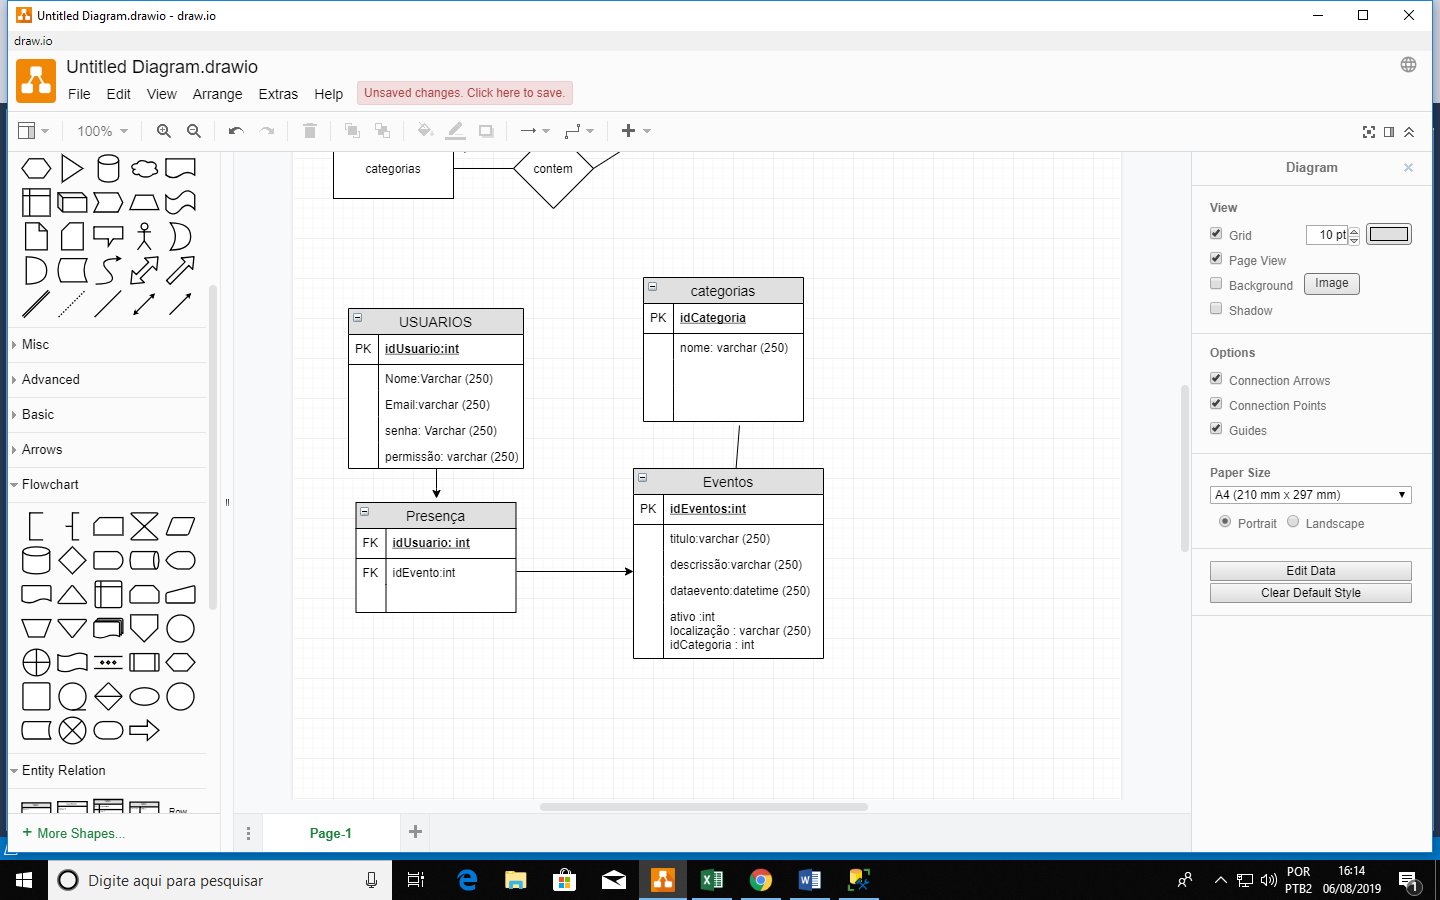 Untitled Diagram.drawio - draw.io
draw.io
Untitled Diagram.drawio
File Edit View Arrange Extras Help Unsaved changes. Click here to save.
100%
Misc
Advanced
Basic
Arrows
Flowchart
Entity Relation
Row
+ More Shapes...
categorias
contem
USUARIOS
PK idUsuario:int
Nome:Varchar (250)
Email:varchar (250)
senha: Varchar (250)
permissão: varchar (250)
categorias
PK idCategoria
nome: varchar (250)
Presença
FK idUsuario: int
FK idEvento:int
Eventos
PK idEventos:int
titulo:varchar (250)
descrissão:varchar (250)
dataevento:datetime (250)
ativo :int
localização : varchar (250)
idCategoria : int
Page-1
Diagram
View
Grid 10 pt
Page View
Background Image
Shadow
Options
Connection Arrows
Connection Points
Guides
Paper Size
A4 (210 mm x 297 mm)
Portrait Landscape
Edit Data
Clear Default Style
Digite aqui para pesquisar
POR
PTB2
16:14
06/08/2019
1